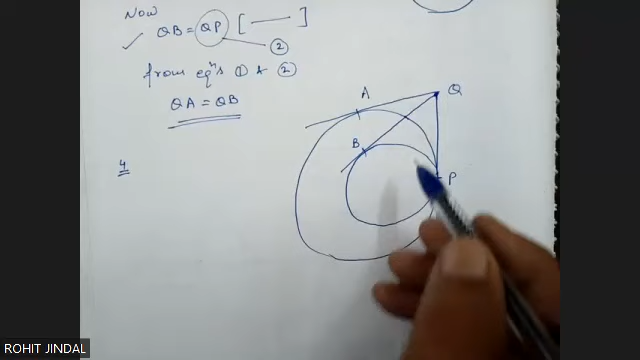 Now
✓ QB = QP [ —— ]
②
from eqⁿs ① & ②
QA = QB
4
A
Q
B
P
ROHIT JINDAL